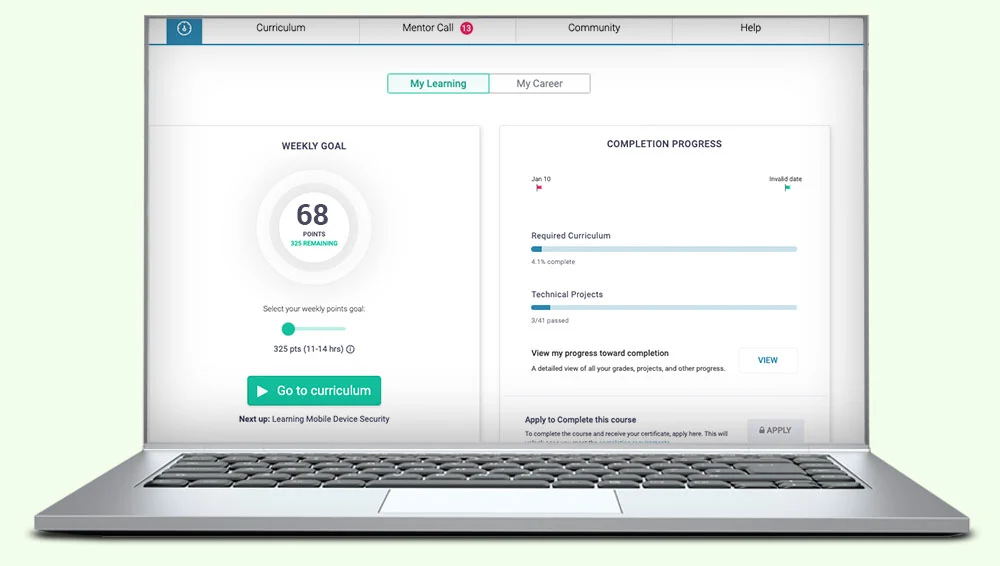 Curriculum
Mentor Call 13
Community
Help
My Learning
My Career
WEEKLY GOAL
68
POINTS
325 REMAINING
Select your weekly points goal:
325 pts (11-14 hrs)
Go to curriculum
Next up: Learning Mobile Device Security
COMPLETION PROGRESS
Jan 10
Invalid date
Required Curriculum
4.1% complete
Technical Projects
3/41 passed
View my progress toward completion
A detailed view of all your grades, projects, and other progress.
VIEW
Apply to Complete this course
To complete the course and receive your certificate, apply here. This will
APPLY